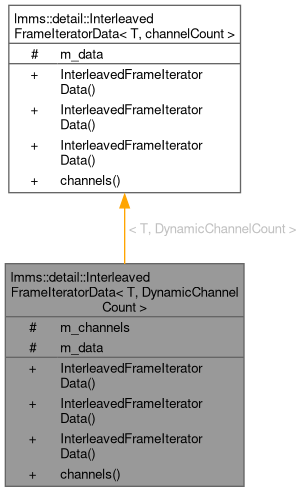 lmms::detail::Interleaved
FrameIteratorData< T, channelCount >
# m_data
+ InterleavedFrameIterator
Data()
+ InterleavedFrameIterator
Data()
+ InterleavedFrameIterator
Data()
+ channels()
< T, DynamicChannelCount >
lmms::detail::Interleaved
FrameIteratorData< T, DynamicChannel
Count >
# m_channels
# m_data
+ InterleavedFrameIterator
Data()
+ InterleavedFrameIterator
Data()
+ InterleavedFrameIterator
Data()
+ channels()